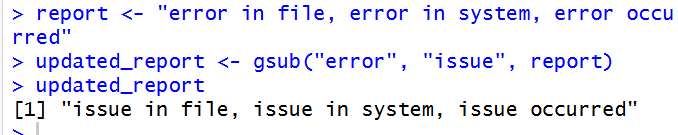 > report <- "error in file, error in system, error occu
rred"
> updated_report <- gsub("error", "issue", report)
> updated_report
[1] "issue in file, issue in system, issue occurred"
>